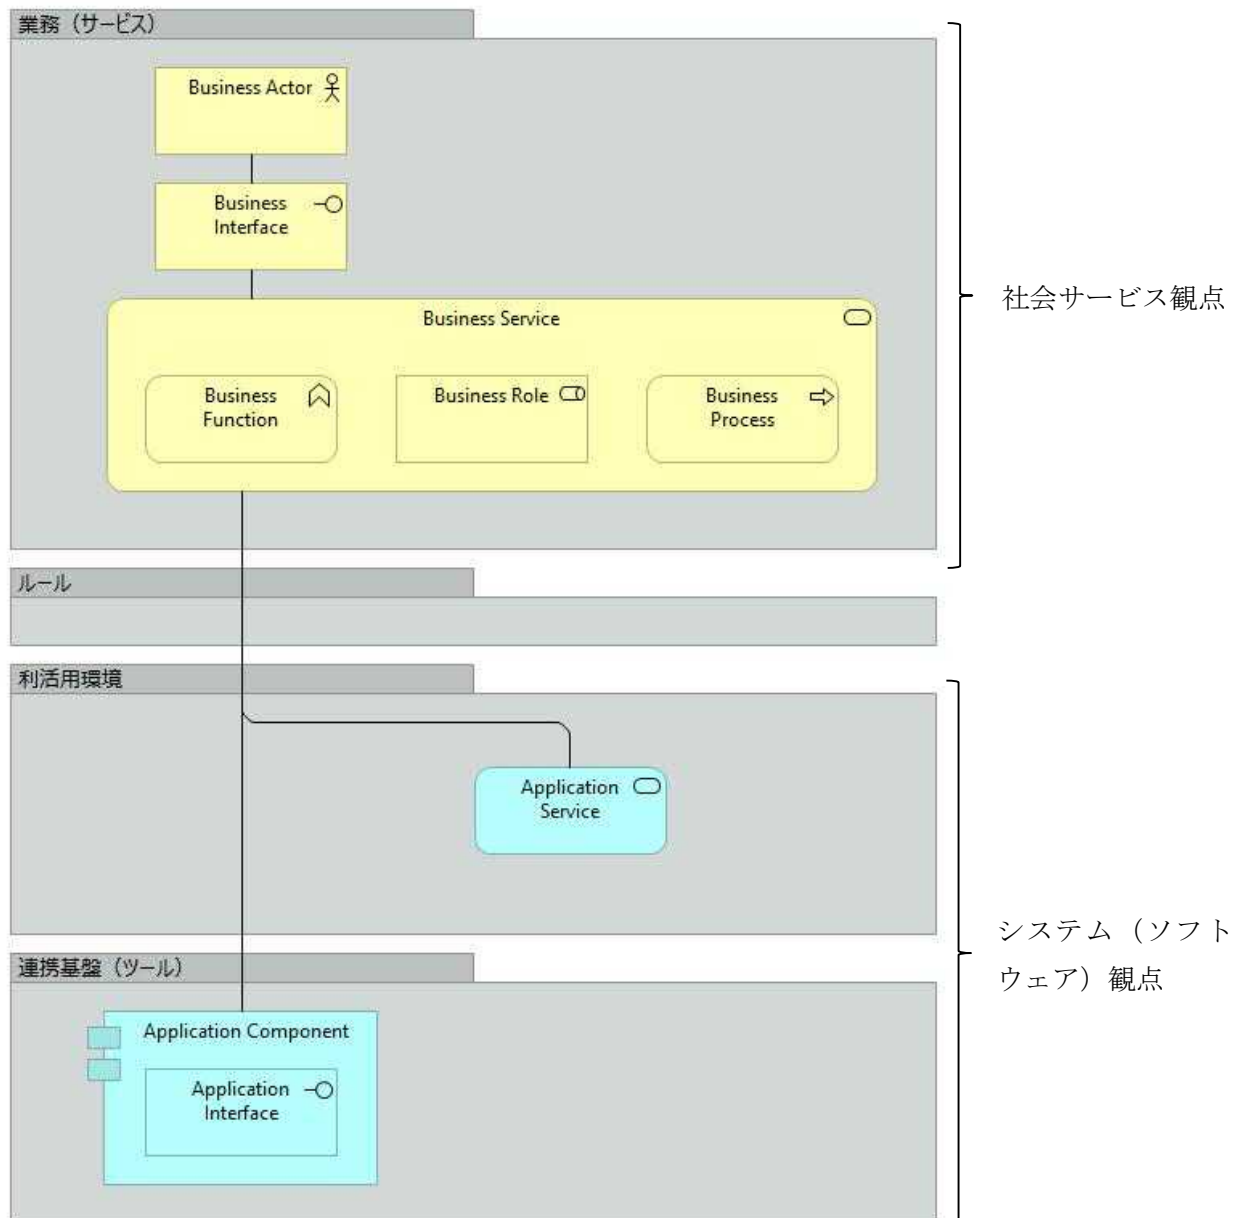 業務（サービス）
Business Actor
Business
Interface
Business Service
Business
Function
Business Role
Business
Process
社会サービス観点
ルール
利活用環境
Application
Service
システム（ソフト
ウェア）観点
連携基盤（ツール）
Application Component
Application
Interface